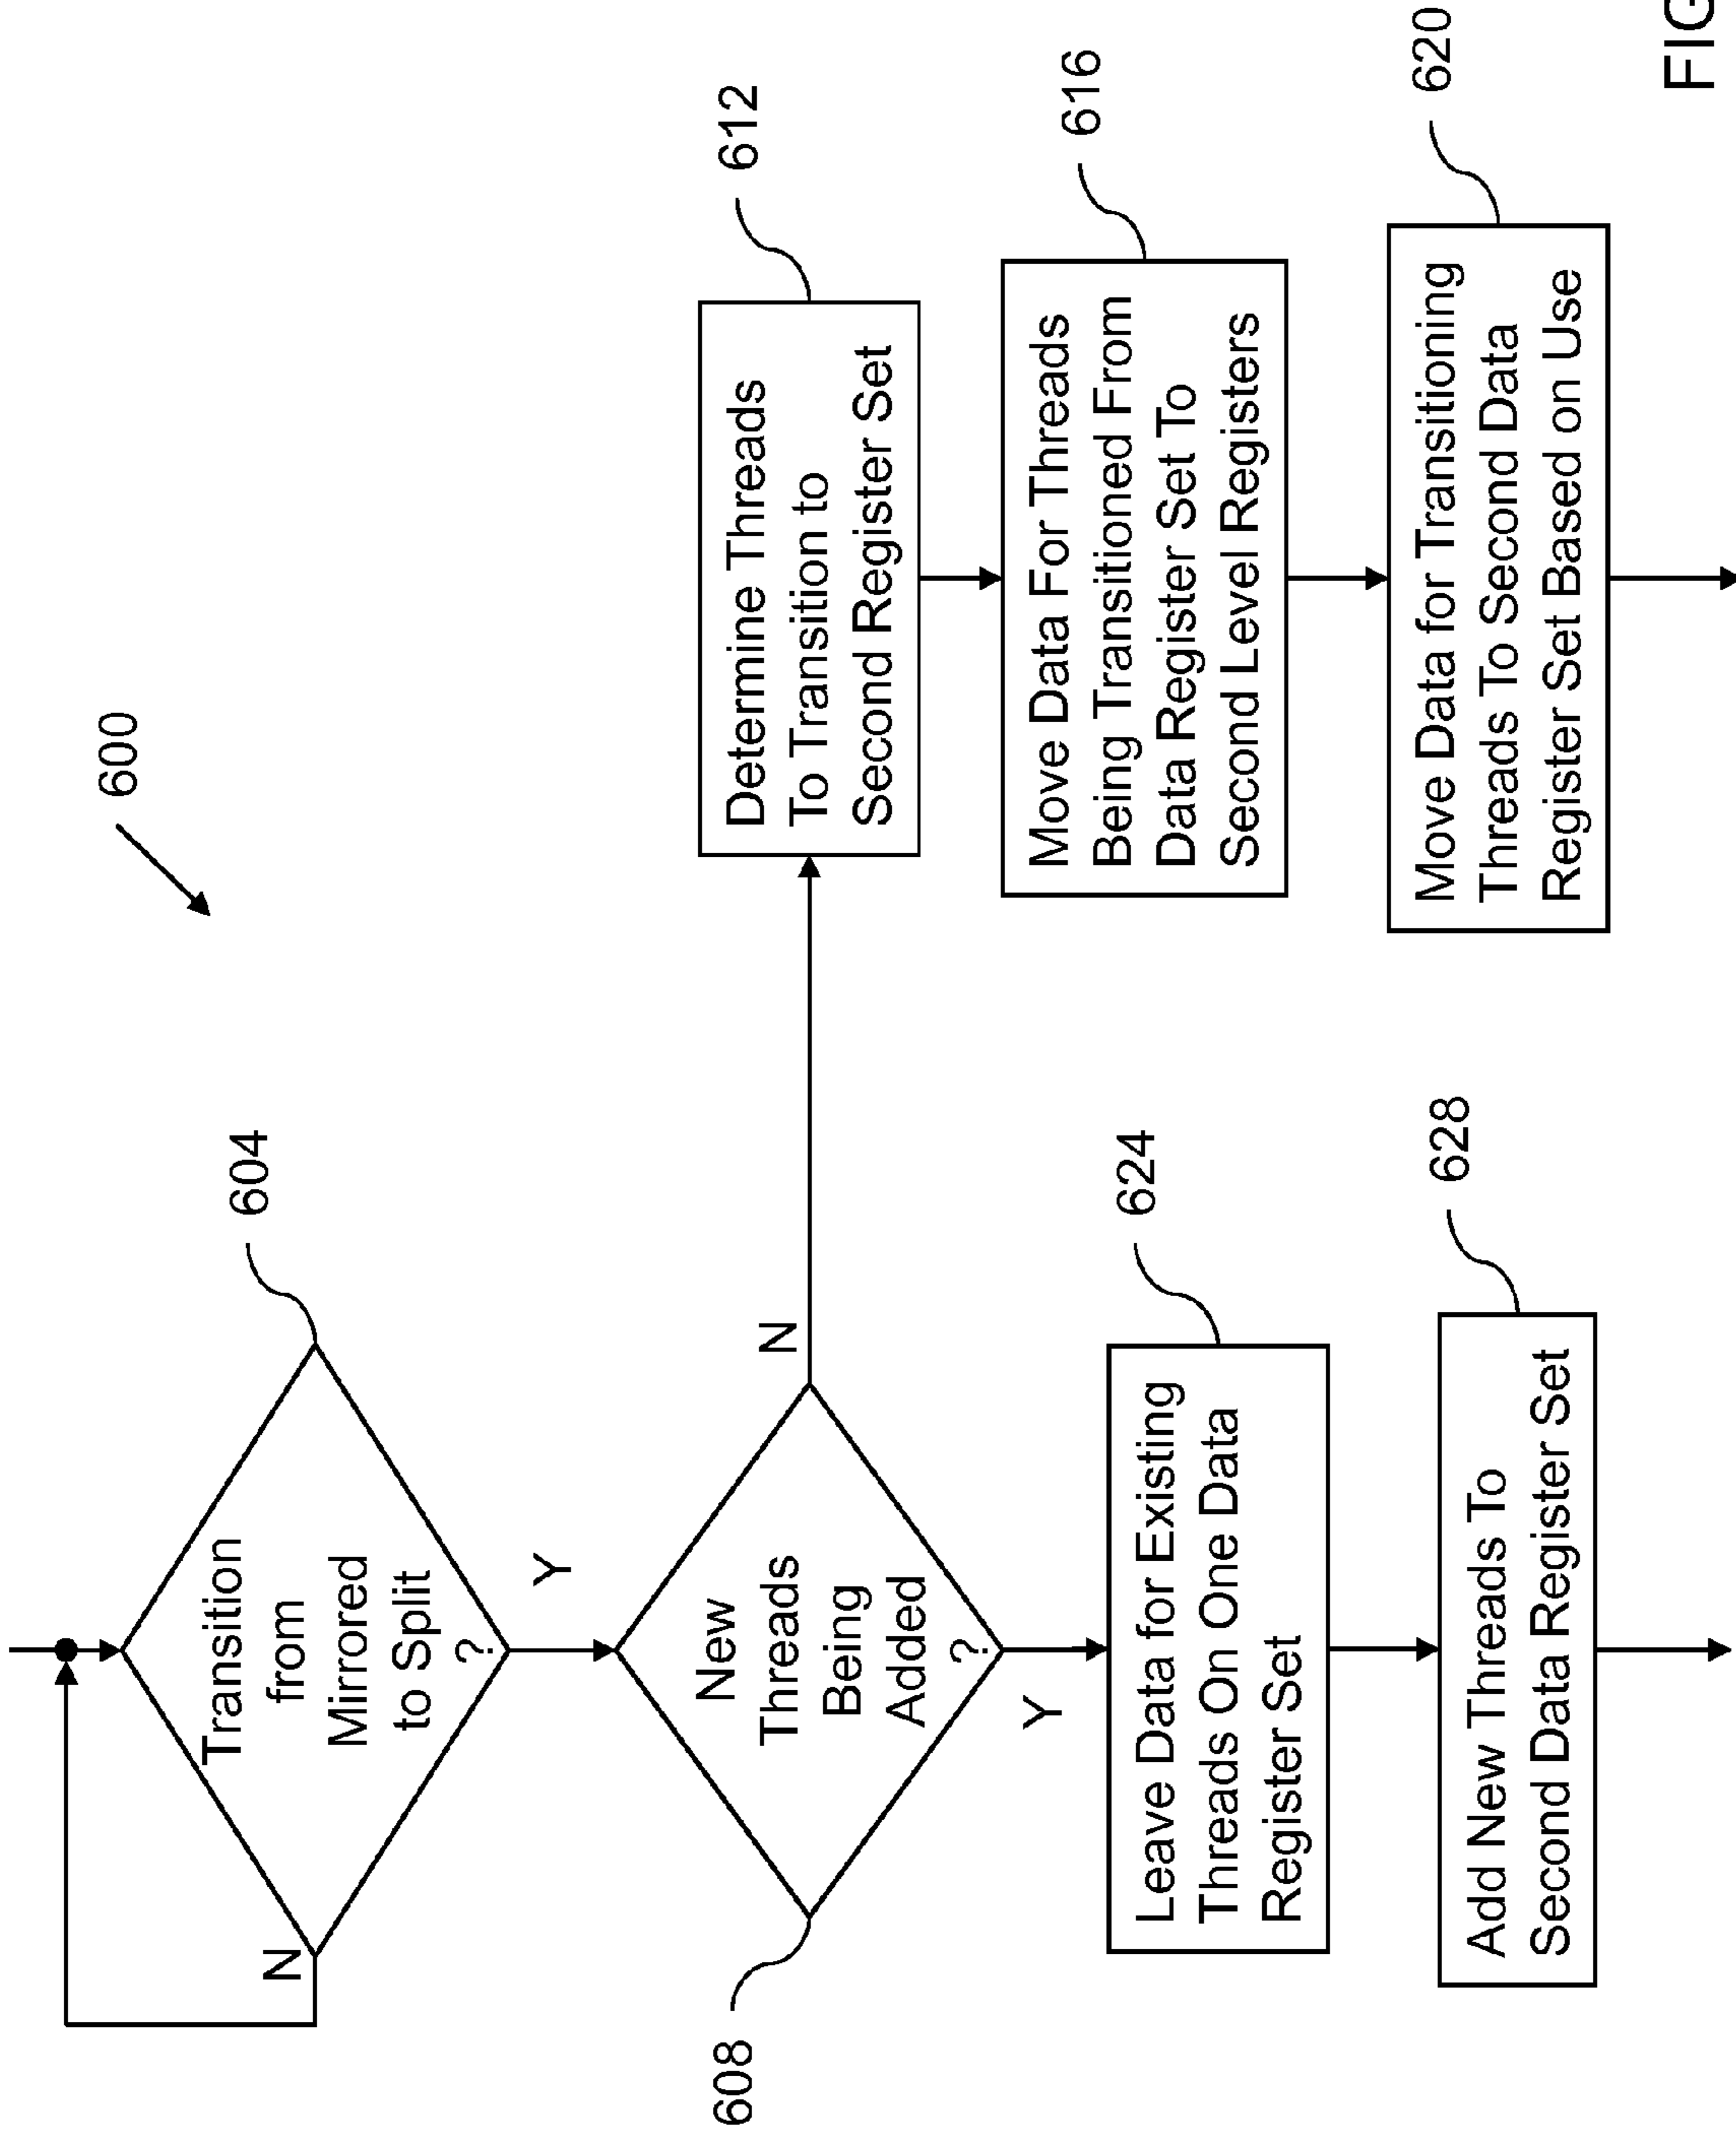 600
604
Transition
from
Mirrored
to Split
?
N
Y
608
New
Threads
Being
Added
?
N
Y
612
Determine Threads
To Transition to
Second Register Set
616
Move Data For Threads
Being Transitioned From
Data Register Set To
Second Level Registers
620
Move Data for Transitioning
Threads To Second Data
Register Set Based on Use
624
Leave Data for Existing
Threads On One Data
Register Set
628
Add New Threads To
Second Data Register Set